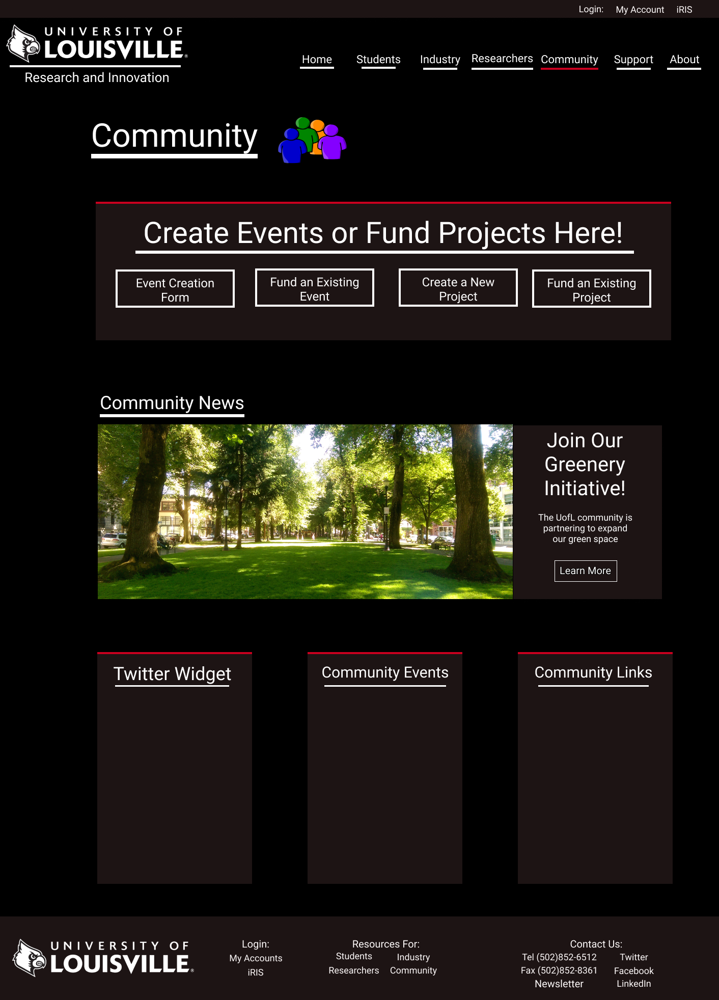 Login: My Account iRIS
UNIVERSITY OF
LOUISVILLE®
Research and Innovation
Home Students Industry Researchers Community Support About
Community
Create Events or Fund Projects Here!
Event Creation
Form
Fund an Existing
Event
Create a New
Project
Fund an Existing
Project
Community News
Join Our
Greenery
Initiative!
The UofL community is
partnering to expand
our green space
Learn More
Twitter Widget
Community Events
Community Links
UNIVERSITY OF
LOUISVILLE®
Login:
My Accounts
iRIS
Resources For:
Students Industry
Researchers Community
Contact Us:
Tel (502)852-6512 Twitter
Fax (502)852-8361 Facebook
Newsletter LinkedIn